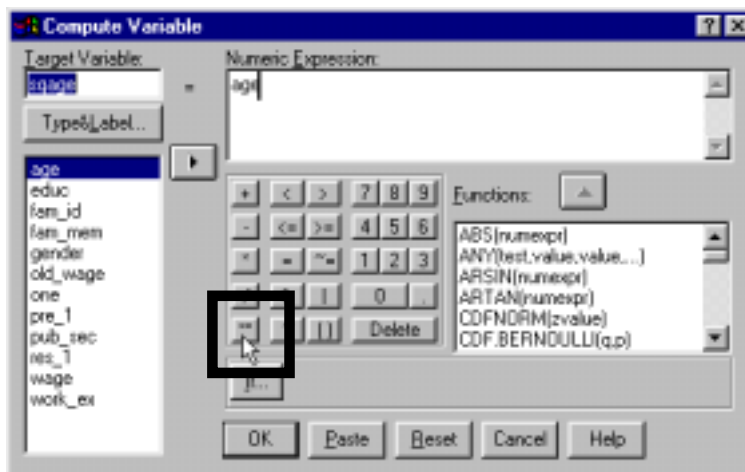 Compute Variable
Target Variable:
sqage
=
Numeric Expression:
age
Type&Label...
age
educ
fam_id
fam_mem
gender
old_wage
one
pre_1
pub_sec
res_1
wage
work_ex
+ < > 7 8 9
- <= >= 4 5 6
* = ~= 1 2 3
| 0 .
** ~ () Delete
If...
Functions:
ABS(numexpr)
ANY(test,value,value,...)
ARSIN(numexpr)
ARTAN(numexpr)
CDFNORM(zvalue)
CDF.BERNOULLI(q,p)
OK Paste Reset Cancel Help